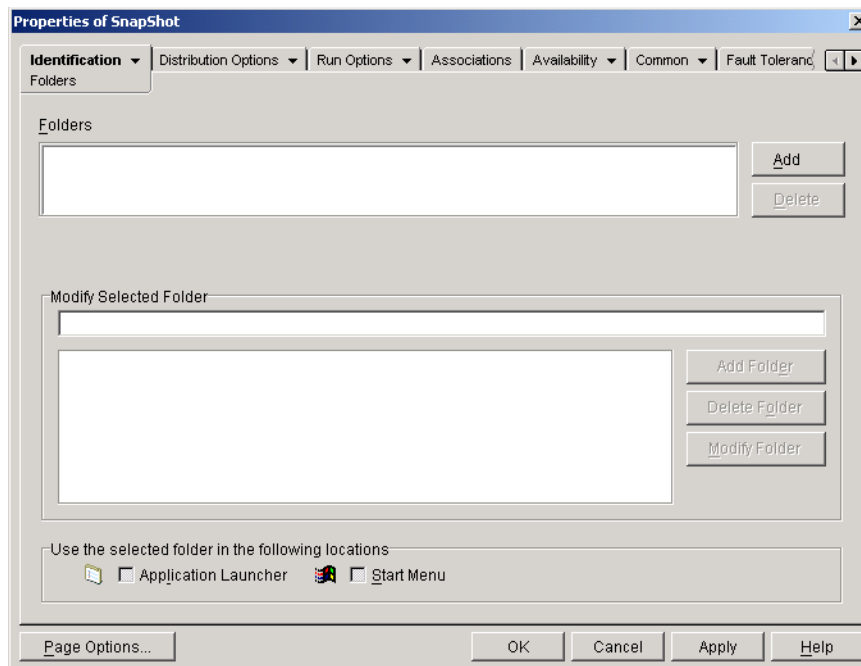 Properties of SnapShot
Identification Distribution Options Run Options Associations Availability Common Fault
Folders
Folders
Add
Delete
Modify Selected Folder
Add Folder
Delete Folder
Modify Folder
Use the selected folder in the following locations
Application Launcher Start Menu
Page Options... OK Cancel Apply Help